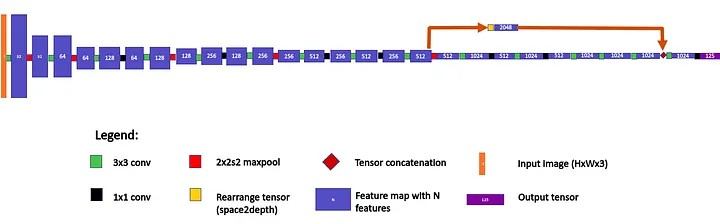 2048
32 32 64 64 128 64 128 128 256 128 256 256 512 256 512 256 512 512 1024 512 1024 512 1024 1024 1024 1024 125
Legend:
3x3 conv
2x2s2 maxpool
Tensor concatenation
Input image (HxWx3)
1x1 conv
Rearrange tensor
(space2depth)
N
Feature map with N
features
125
Output tensor